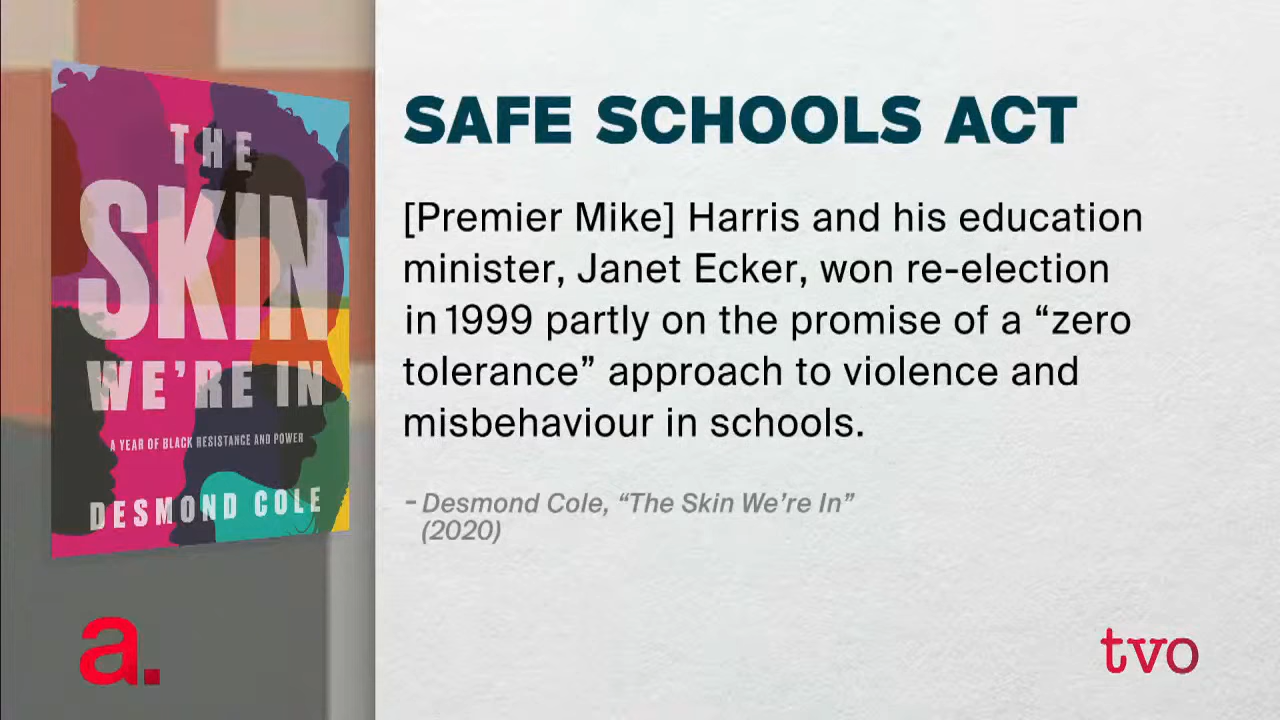 THE
SKIN
WE'RE IN
A YEAR OF BLACK RESISTANCE AND POWER
DESMOND COLE
a.
SAFE SCHOOLS ACT
[Premier Mike] Harris and his education
minister, Janet Ecker, won re-election
in 1999 partly on the promise of a “zero
tolerance” approach to violence and
misbehaviour in schools.
– Desmond Cole, “The Skin We’re In”
(2020)
tvo